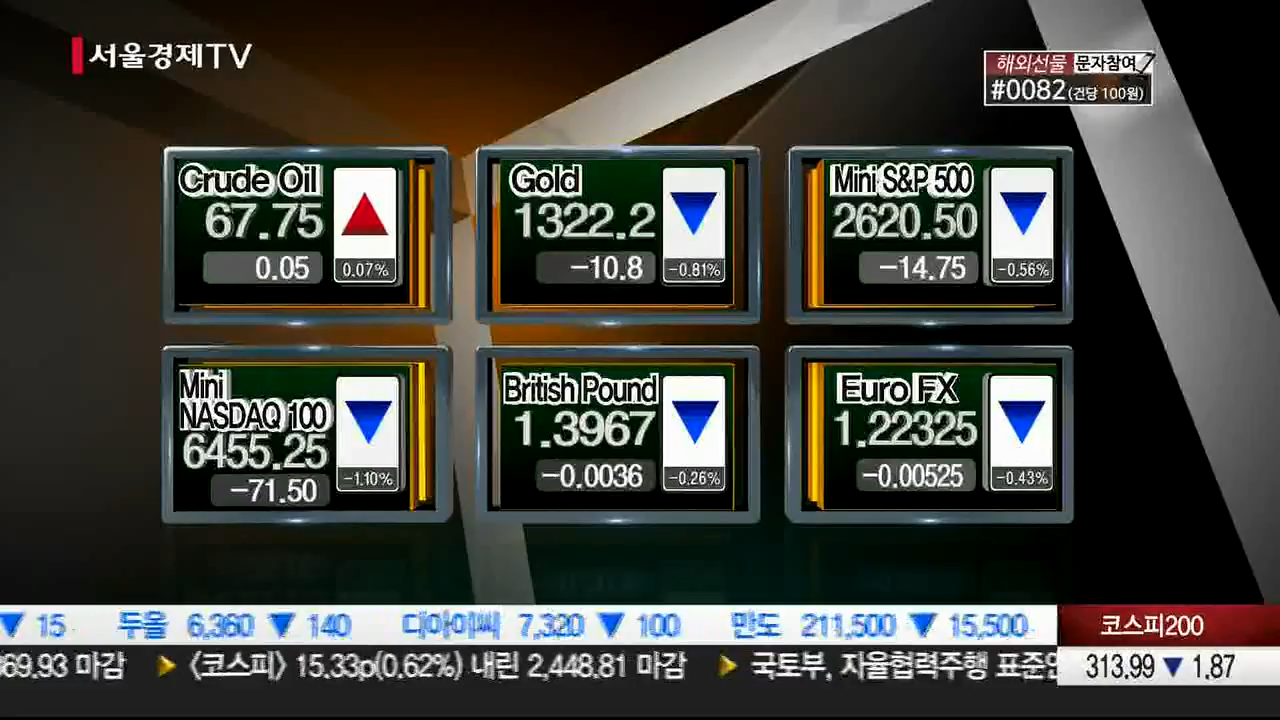 서울경제TV
해외선물 문자참여
#0082(건당 100원)
Crude Oil
67.75
0.05
0.07%
Gold
1322.2
-10.8
-0.81%
Mini S&P 500
2620.50
-14.75
-0.56%
Mini
NASDAQ 100
6455.25
-71.50
-1.10%
British Pound
1.3967
-0.0036
-0.26%
Euro FX
1.22325
-0.00525
-0.43%
▼ 15 두올 6,360 ▼ 140 디아이씨 7,320 ▼ 100 만도 211,500 ▼ 15,500
코스피200
69.93 마감 ▶ 〈코스피〉 15.33p(0.62%) 내린 2,448.81 마감 ▶ 국토부, 자율협력주행
313.99 ▼ 1.87